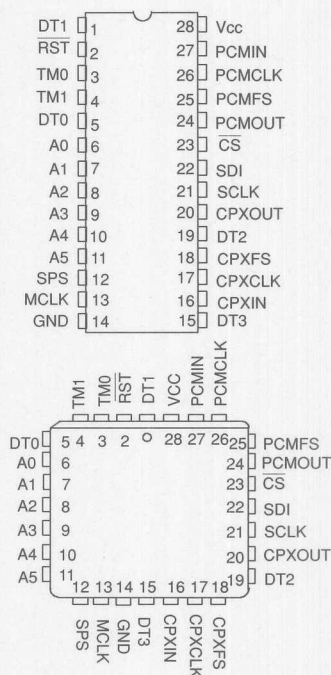 DT1 1 28 Vcc
RST 2 27 PCMIN
TM0 3 26 PCMCLK
TM1 4 25 PCMFS
DT0 5 24 PCMOUT
A0 6 23 CS
A1 7 22 SDI
A2 8 21 SCLK
A3 9 20 CPXOUT
A4 10 19 DT2
A5 11 18 CPXFS
SPS 12 17 CPXCLK
MCLK 13 16 CPXIN
GND 14 15 DT3
TM1 TM0 RST DT1 VCC PCMIN PCMCLK
DT0 5 4 3 2 28 27 26 25 PCMFS
A0 6 24 PCMOUT
A1 7 23 CS
A2 8 22 SDI
A3 9 21 SCLK
A4 10 20 CPXOUT
A5 11 19 DT2
12 13 14 15 16 17 18
SPS MCLK GND DT3 CPXIN CPXCLK CPXFS